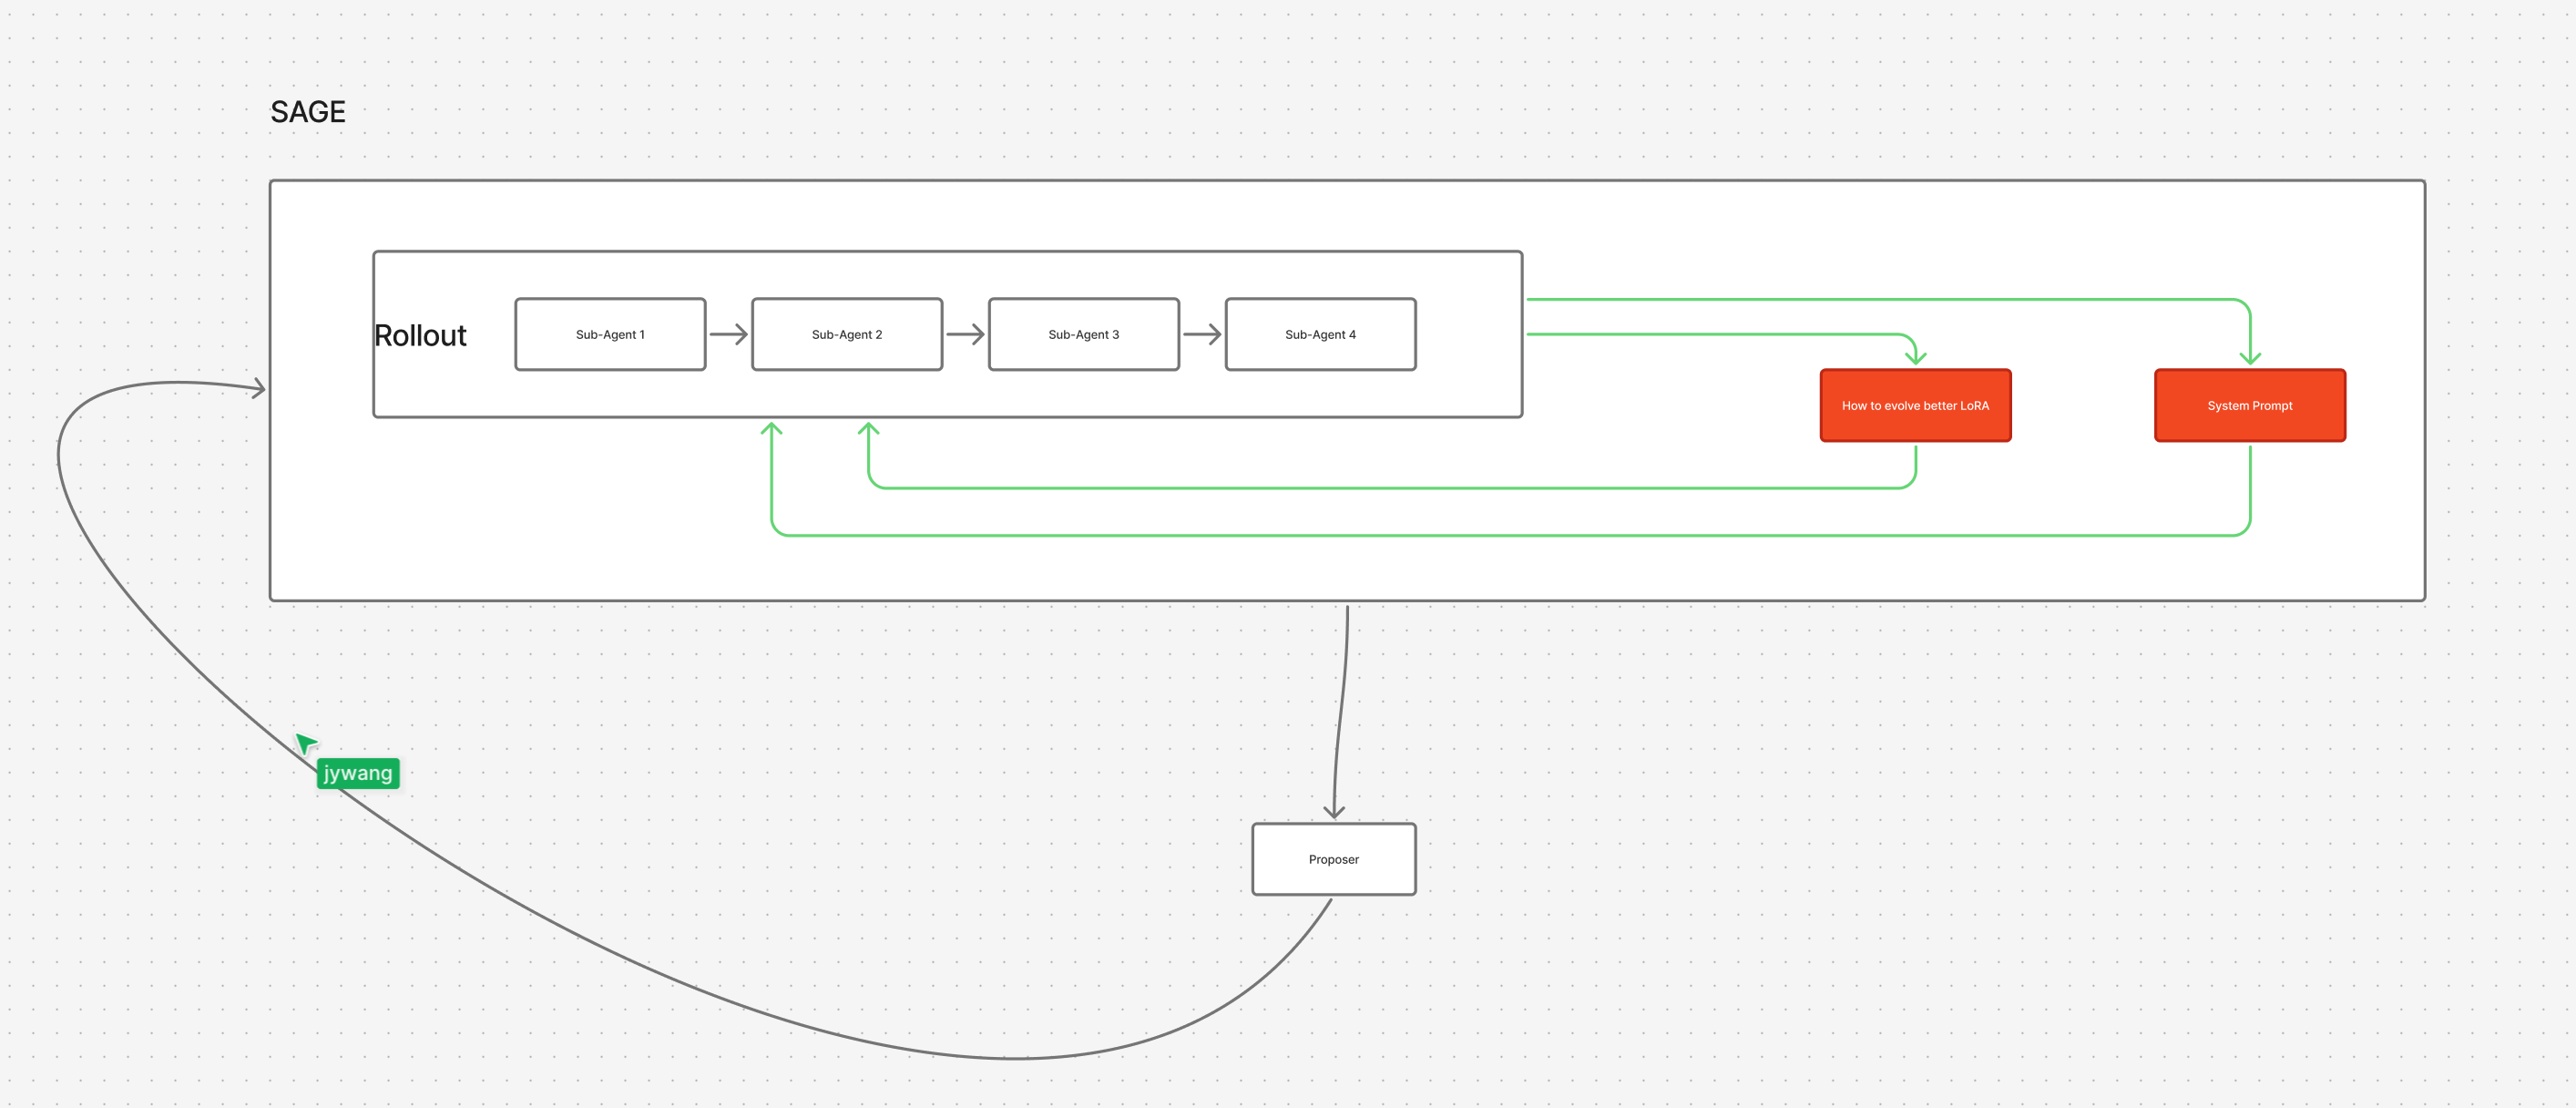 SAGE
Rollout
Sub-Agent 1
Sub-Agent 2
Sub-Agent 3
Sub-Agent 4
How to evolve better LoRA
System Prompt
jywang
Proposer